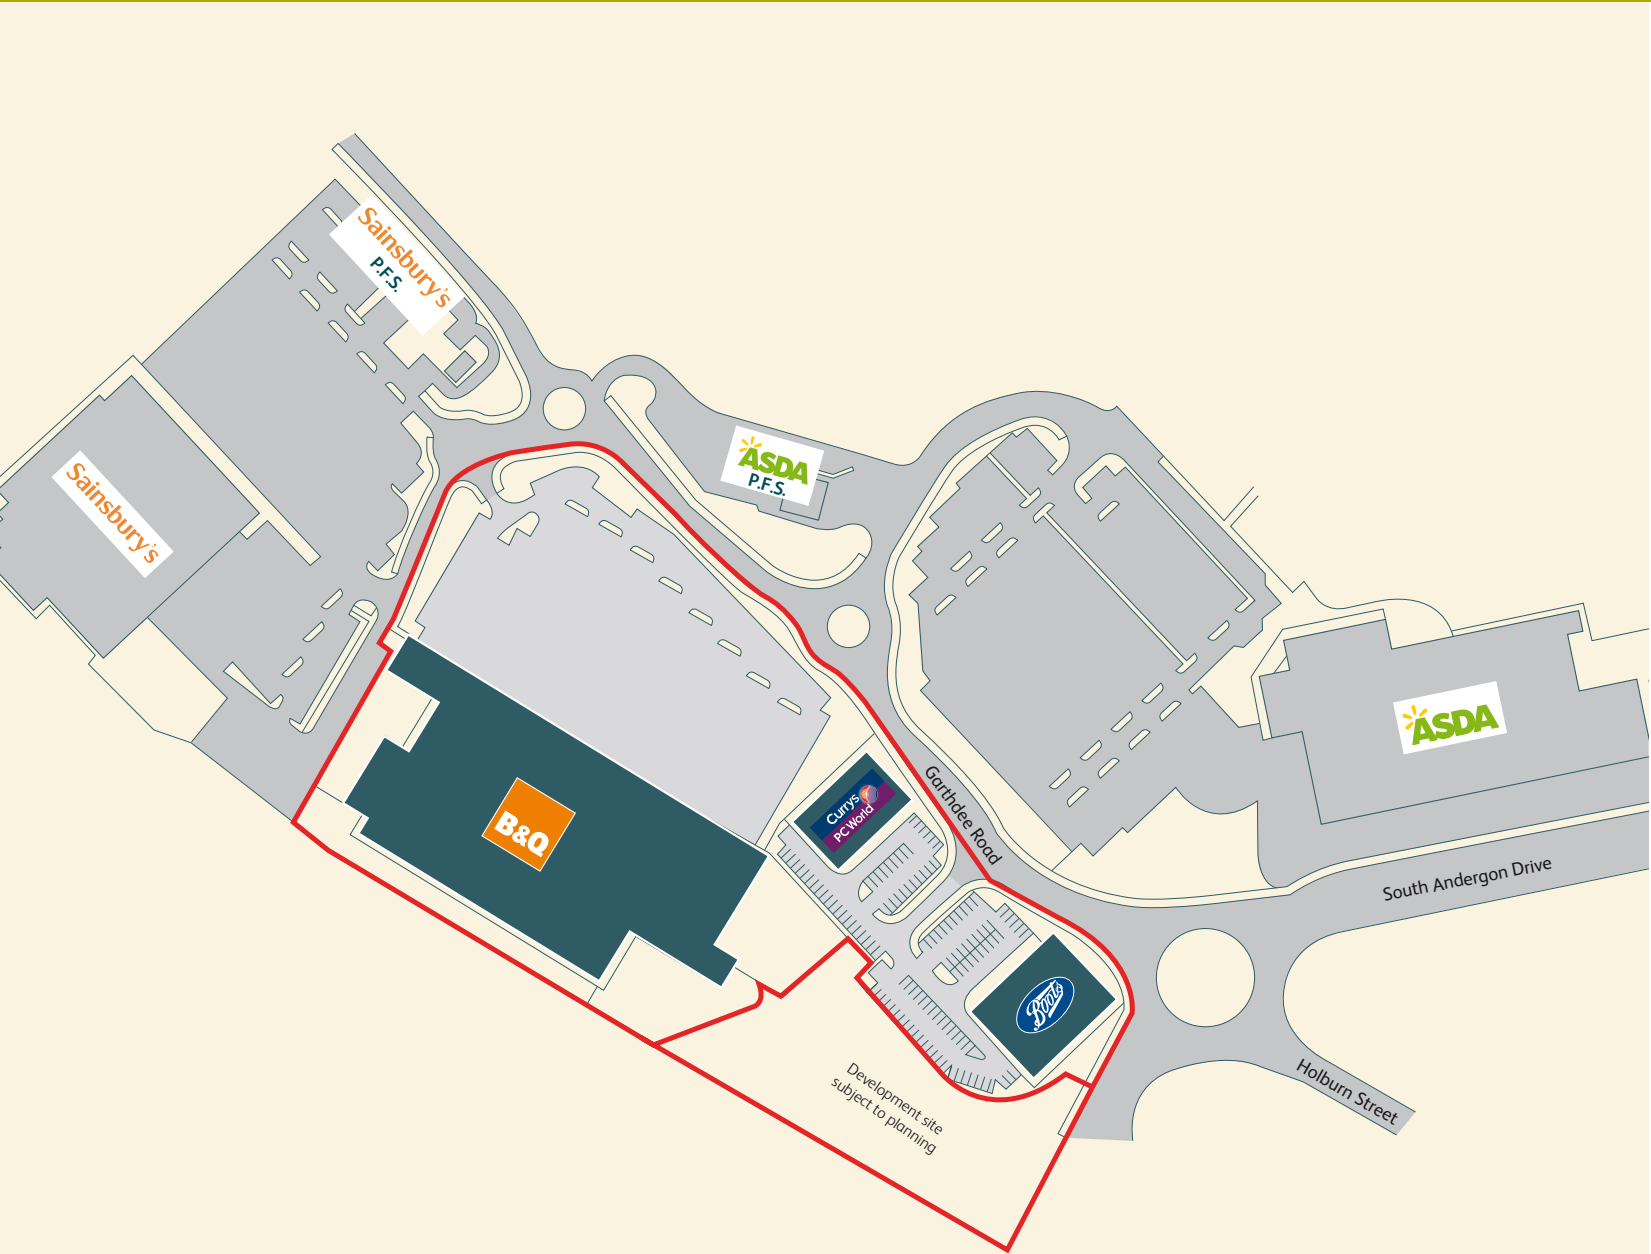 Sainsbury's
P.F.S.
ASDA
P.F.S.
Sainsbury's
ASDA
Currys
PC World
B&Q
Garthdee Road
South Andergon Drive
Boots
Holburn Street
Development site
subject to planning